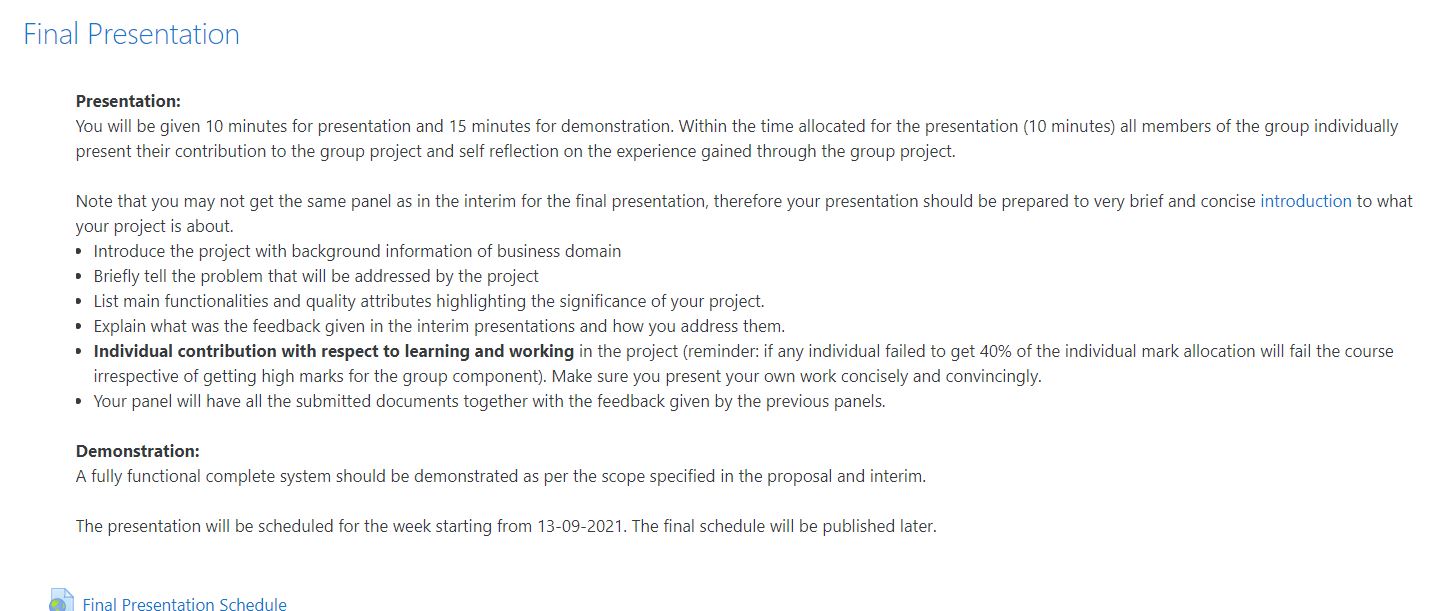 Final Presentation
Presentation:
You will be given 10 minutes for presentation and 15 minutes for demonstration. Within the time allocated for the presentation (10 minutes) all members of the group individually
present their contribution to the group project and self reflection on the experience gained through the group project.
Note that you may not get the same panel as in the interim for the final presentation, therefore your presentation should be prepared to very brief and concise introduction to what
your project is about.
• Introduce the project with background information of business domain
• Briefly tell the problem that will be addressed by the project
• List main functionalities and quality attributes highlighting the significance of your project.
• Explain what was the feedback given in the interim presentations and how you address them.
• Individual contribution with respect to learning and working in the project (reminder: if any individual failed to get 40% of the individual mark allocation will fail the course
irrespective of getting high marks for the group component). Make sure you present your own work concisely and convincingly.
• Your panel will have all the submitted documents together with the feedback given by the previous panels.
Demonstration:
A fully functional complete system should be demonstrated as per the scope specified in the proposal and interim.
The presentation will be scheduled for the week starting from 13-09-2021. The final schedule will be published later.
Final Presentation Schedule